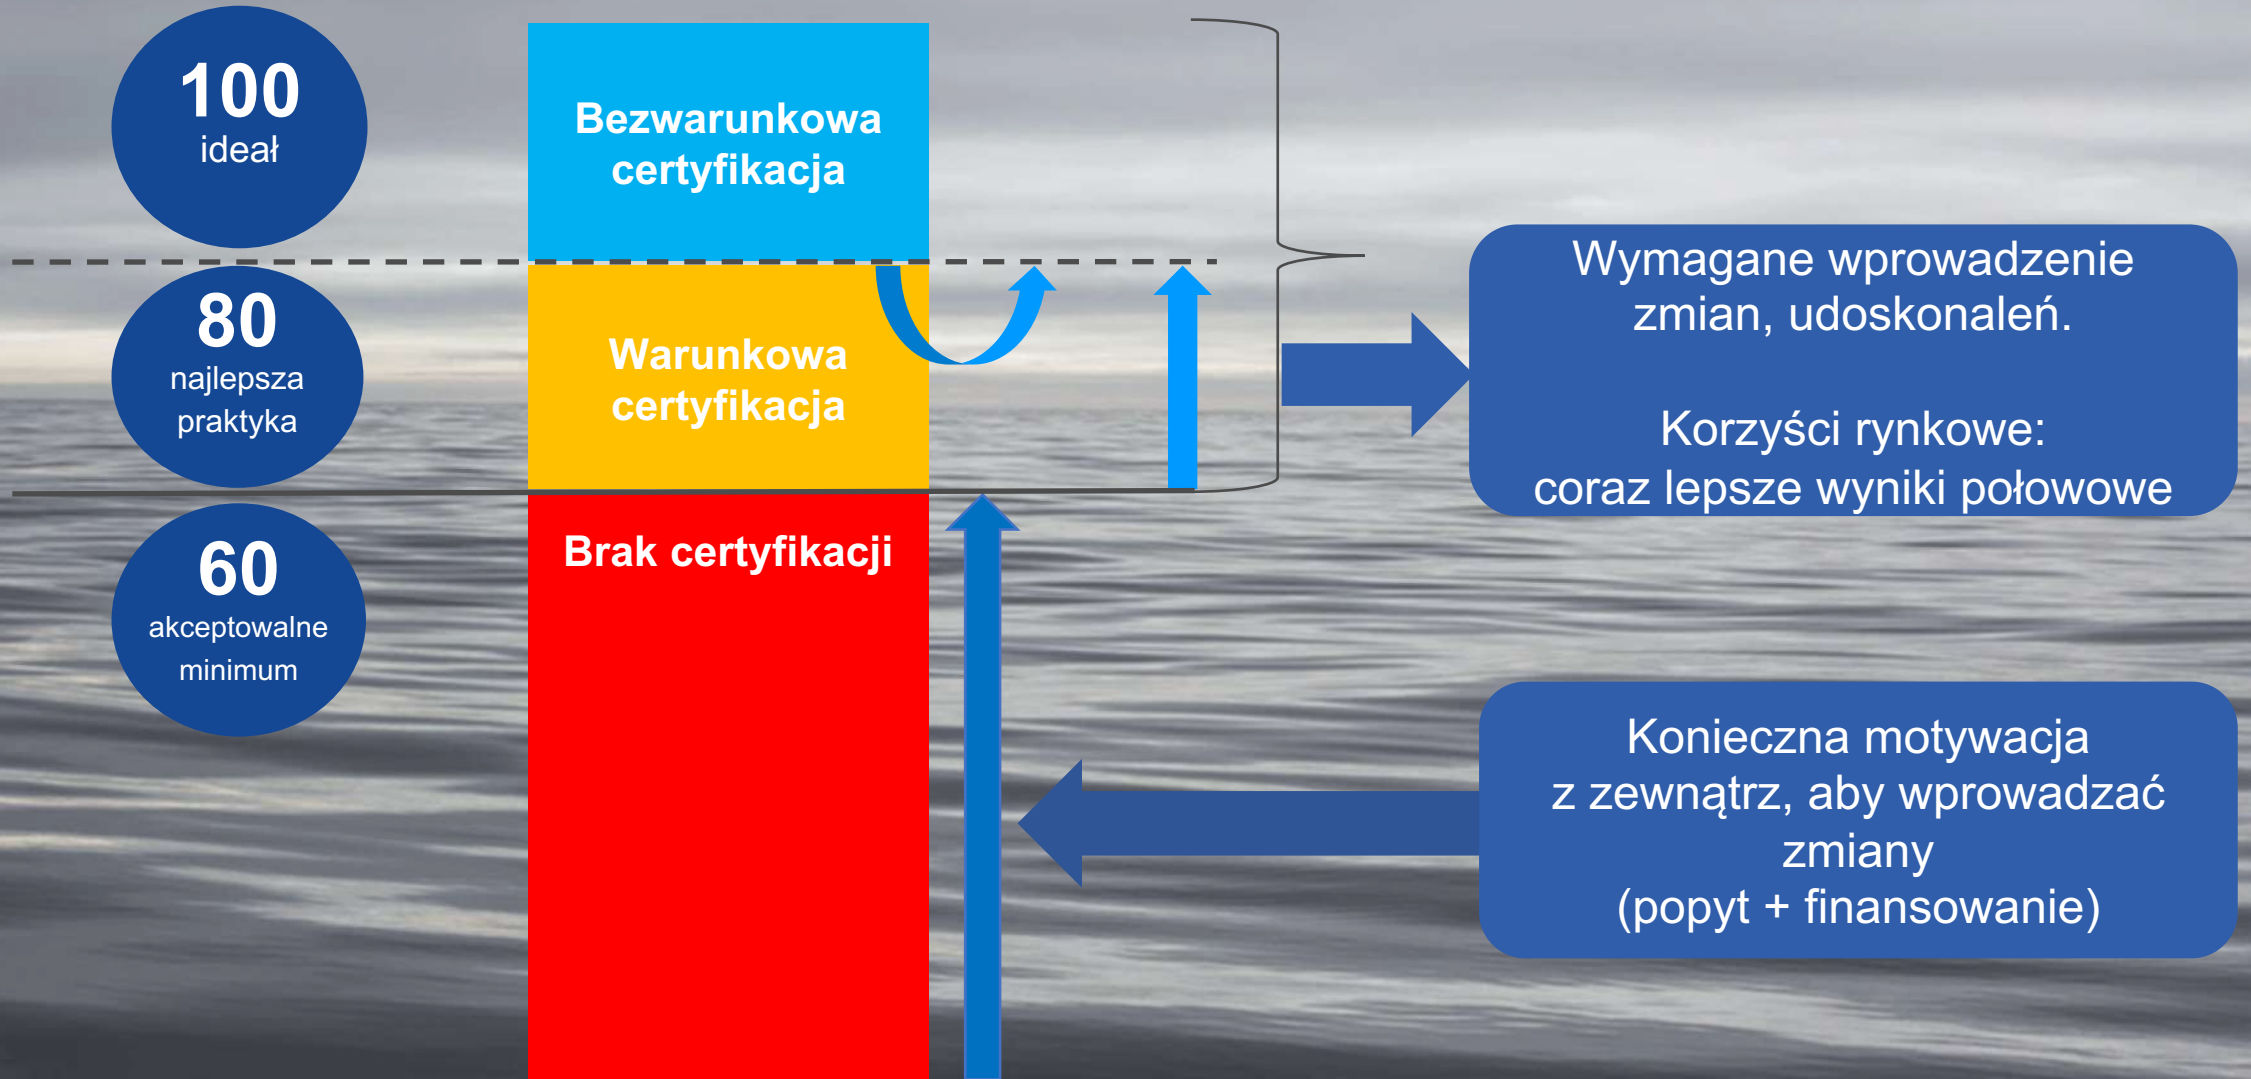 100
ideał
80
najlepsza
praktyka
60
akceptowalne
minimum
Bezwarunkowa
certyfikacja
Warunkowa
certyfikacja
Brak certyfikacji
Wymagane wprowadzenie
zmian, udoskonaleń.
Korzyści rynkowe:
coraz lepsze wyniki połowowe
Konieczna motywacja
z zewnątrz, aby wprowadzać
zmiany
(popyt + finansowanie)